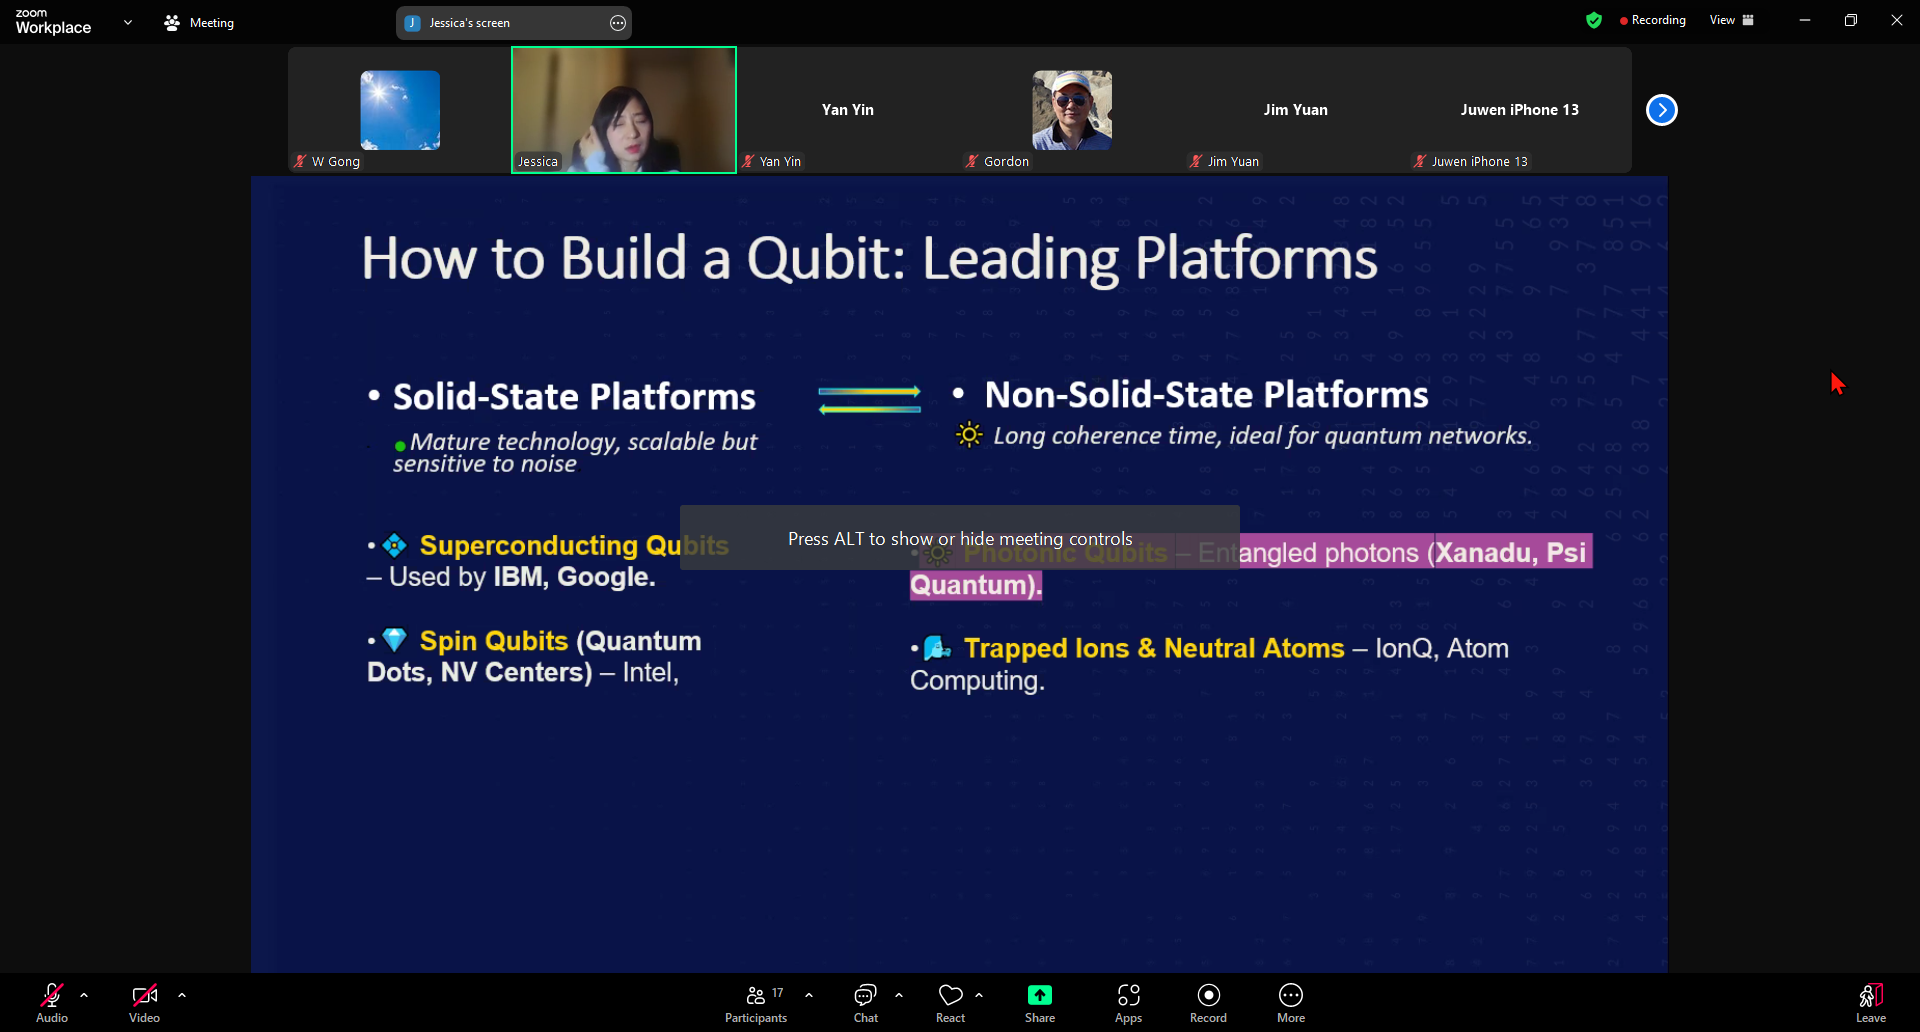 zoom
Workplace
Meeting
J Jessica's screen
Recording
View
W Gong
Jessica
Yan Yin
Yan Yin
Gordon
Jim Yuan
Jim Yuan
Juwen iPhone 13
Juwen iPhone 13
How to Build a Qubit: Leading Platforms
• Solid-State Platforms
Mature technology, scalable but
sensitive to noise
• Non-Solid-State Platforms
Long coherence time, ideal for quantum networks.
Press ALT to show or hide meeting controls
• Superconducting Qubits
– Used by IBM, Google.
• Spin Qubits (Quantum
Dots, NV Centers) – Intel,
• Photonic Qubits – Entangled photons (Xanadu, Psi
Quantum).
• Trapped Ions & Neutral Atoms – IonQ, Atom
Computing.
Audio
Video
17
Participants
Chat
React
Share
Apps
Record
More
Leave